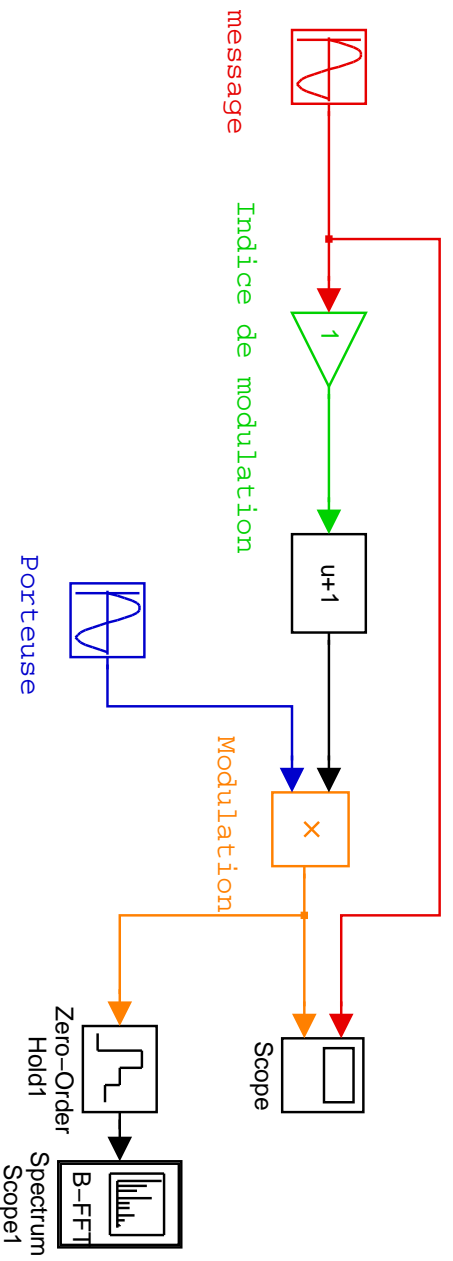 message
1
Indice de modulation
u+1
Porteuse
×
Modulation
Scope
Zero-Order
Hold1
B-FFT
Spectrum
Scope1